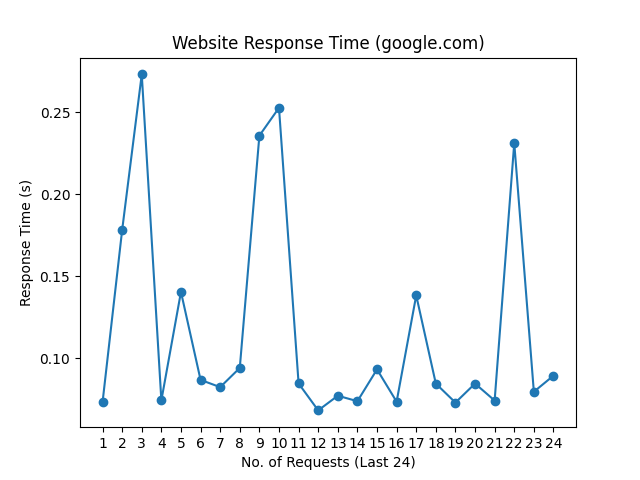 Website Response Time (google.com)
0.25
0.20
0.15
0.10
Response Time (s)
1 2 3 4 5 6 7 8 9 10 11 12 13 14 15 16 17 18 19 20 21 22 23 24
No. of Requests (Last 24)